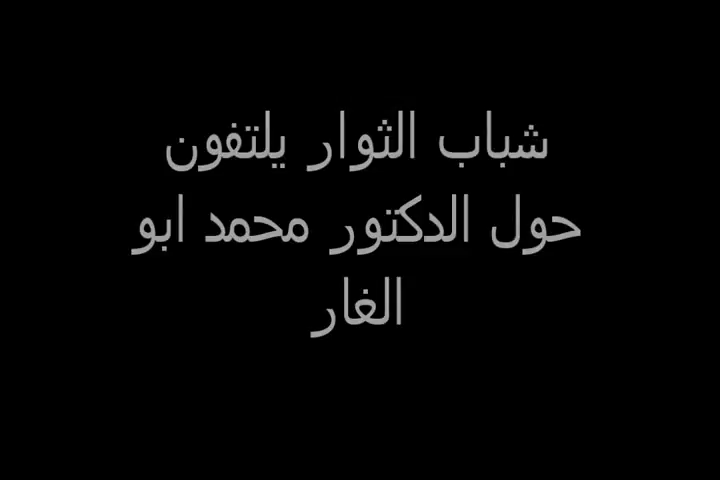 شباب الثوار يلتفون
حول الدكتور محمد ابو
الغار